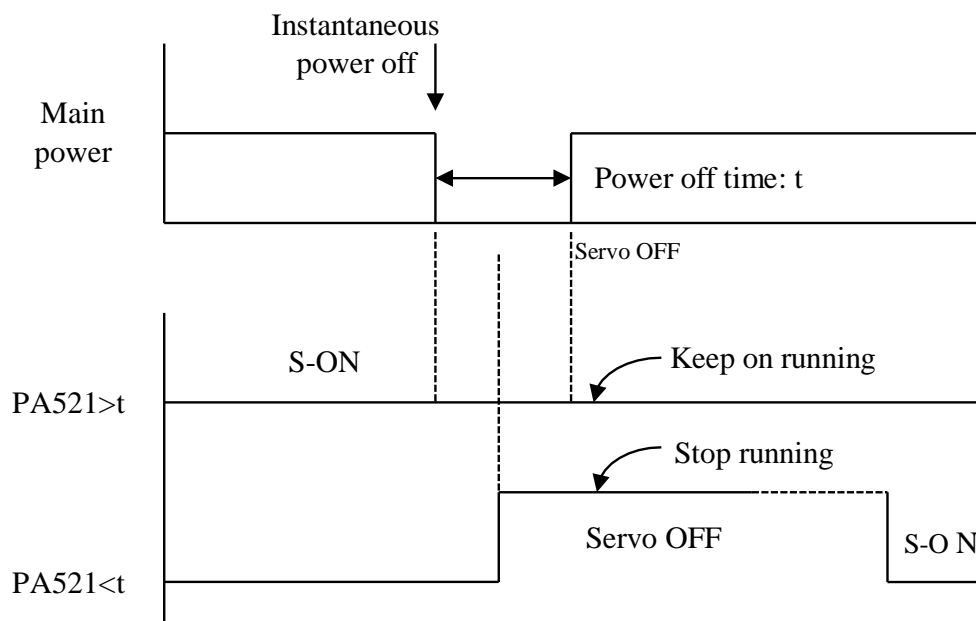 Instantaneous
power off
Main
power
Power off time: t
Servo OFF
S-ON
Keep on running
PA521>t
Stop running
Servo OFF
S-O N
PA521<t